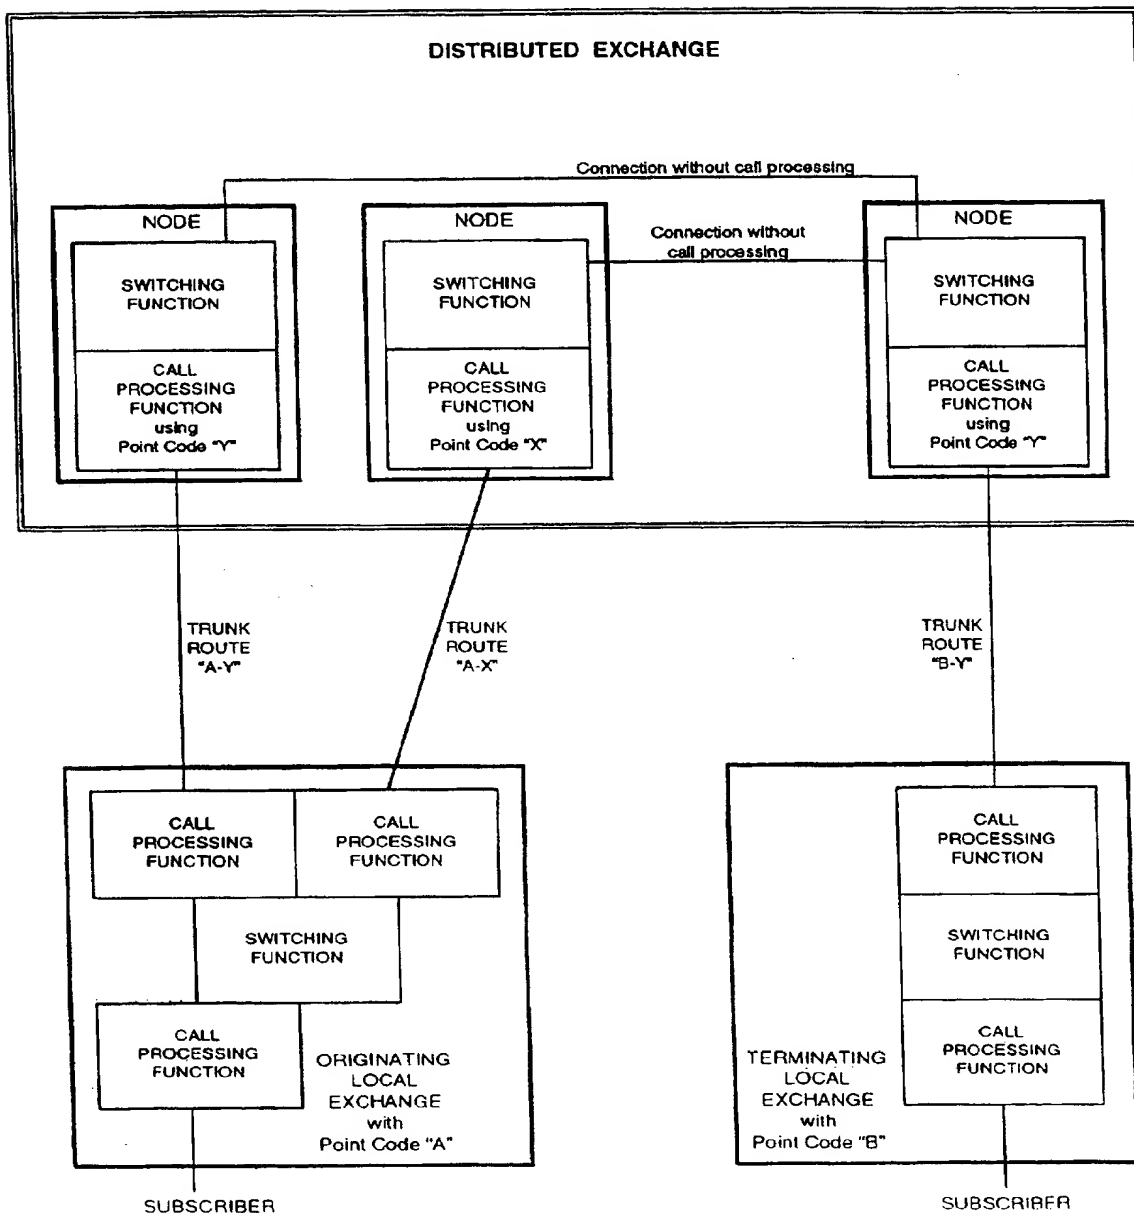 DISTRIBUTED EXCHANGE
Connection without call processing
NODE
SWITCHING
FUNCTION
CALL
PROCESSING
FUNCTION
using
Point Code "Y"
NODE
SWITCHING
FUNCTION
CALL
PROCESSING
FUNCTION
using
Point Code "X"
Connection without
call processing
NODE
SWITCHING
FUNCTION
CALL
PROCESSING
FUNCTION
using
Point Code "Y"
TRUNK
ROUTE
"A-Y"
TRUNK
ROUTE
"A-X"
TRUNK
ROUTE
"B-Y"
CALL
PROCESSING
FUNCTION
CALL
PROCESSING
FUNCTION
SWITCHING
FUNCTION
CALL
PROCESSING
FUNCTION
ORIGINATING
LOCAL
EXCHANGE
with
Point Code "A"
SUBSCRIBER
CALL
PROCESSING
FUNCTION
SWITCHING
FUNCTION
CALL
PROCESSING
FUNCTION
TERMINATING
LOCAL
EXCHANGE
with
Point Code "B"
SUBSCRIBER